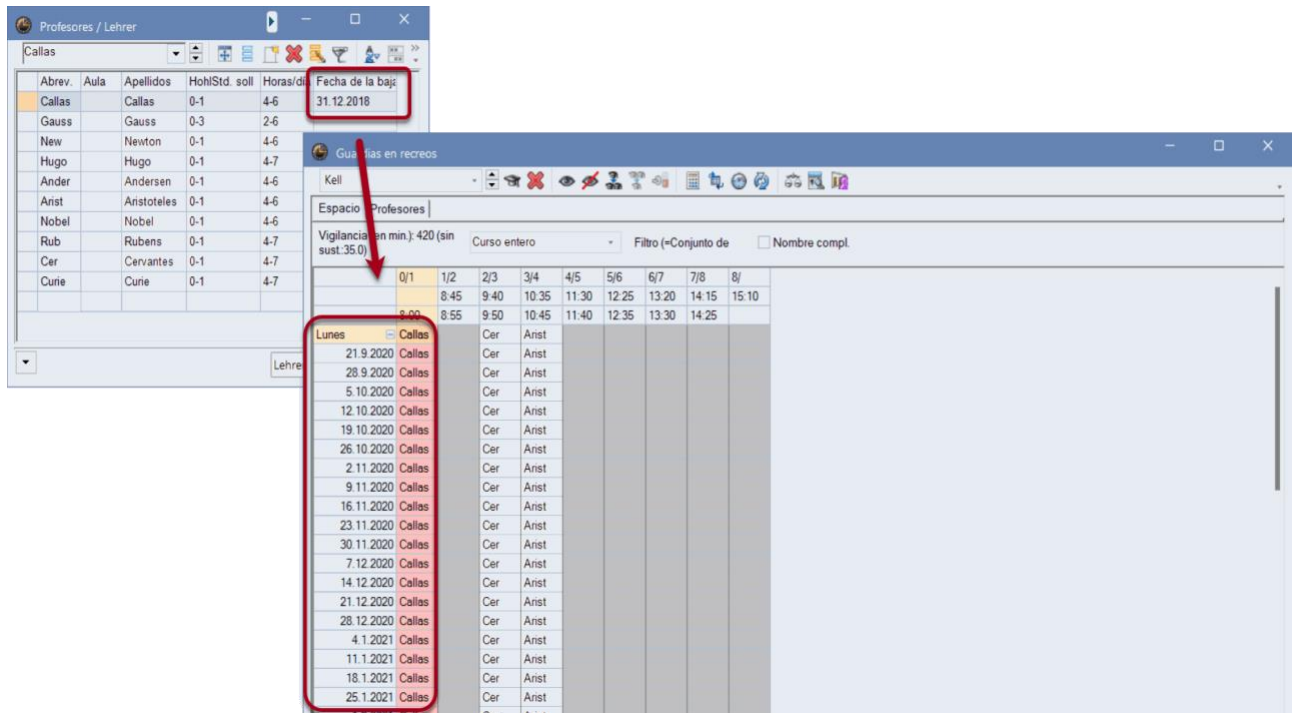 Profesores / Lehrer
Callas
Abrev. Aula Apellidos HohlStd. soll Horas/día Fecha de la baja
Callas Callas 0-1 4-6 31.12.2018
Gauss Gauss 0-3 2-6
New Newton 0-1 4-6
Hugo Hugo 0-1 4-7
Ander Andersen 0-1 4-6
Arist Aristoteles 0-1 4-6
Nobel Nobel 0-1 4-6
Rub Rubens 0-1 4-7
Cer Cervantes 0-1 4-7
Curie Curie 0-1 4-7
Lehre
Guardias en recreos
Kell
Espacio Profesores
Vigilancia en min.): 420 (sin
sust.:35.0)
Curso entero
Filtro (=Conjunto de
Nombre compl.
0/1 1/2 2/3 3/4 4/5 5/6 6/7 7/8 8/
8:45 9:40 10:35 11:30 12:25 13:20 14:15 15:10
8:00 8:55 9:50 10:45 11:40 12:35 13:30 14:25
Lunes Callas Cer Arist
21.9.2020 Callas Cer Arist
28.9.2020 Callas Cer Arist
5.10.2020 Callas Cer Arist
12.10.2020 Callas Cer Arist
19.10.2020 Callas Cer Arist
26.10.2020 Callas Cer Arist
2.11.2020 Callas Cer Arist
9.11.2020 Callas Cer Arist
16.11.2020 Callas Cer Arist
23.11.2020 Callas Cer Arist
30.11.2020 Callas Cer Arist
7.12.2020 Callas Cer Arist
14.12.2020 Callas Cer Arist
21.12.2020 Callas Cer Arist
28.12.2020 Callas Cer Arist
4.1.2021 Callas Cer Arist
11.1.2021 Callas Cer Arist
18.1.2021 Callas Cer Arist
25.1.2021 Callas Cer Arist